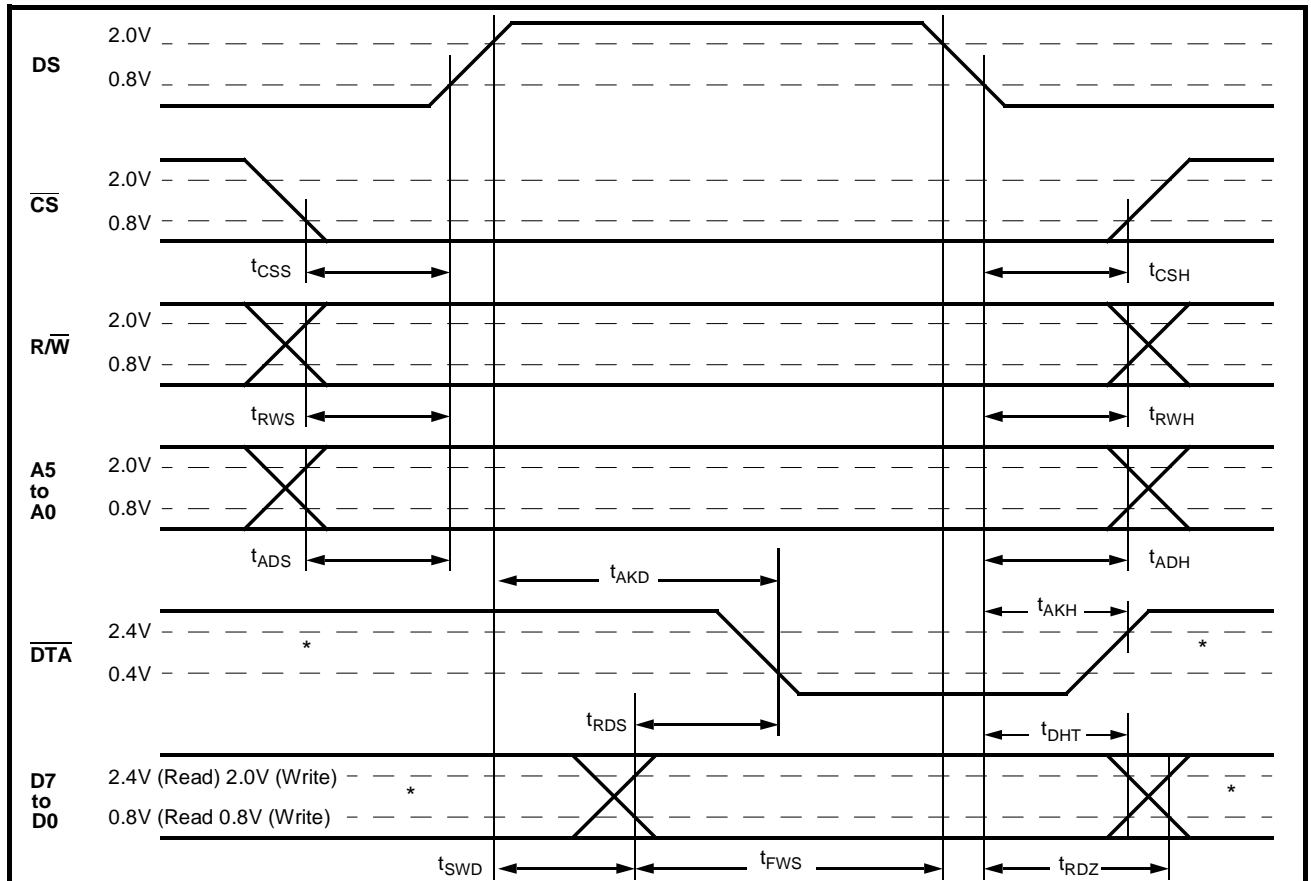 DS
2.0V
0.8V
CS
2.0V
0.8V
tCSS
tCSH
R/W
2.0V
0.8V
tRWS
tRWH
A5
to
A0
2.0V
0.8V
tADS
tADH
tAKD
tAKH
DTA
2.4V
*
*
0.4V
tRDS
tDHT
D7
to
D0
2.4V (Read) 2.0V (Write)
*
*
0.8V (Read 0.8V (Write)
tSWD
tFWS
tRDZ